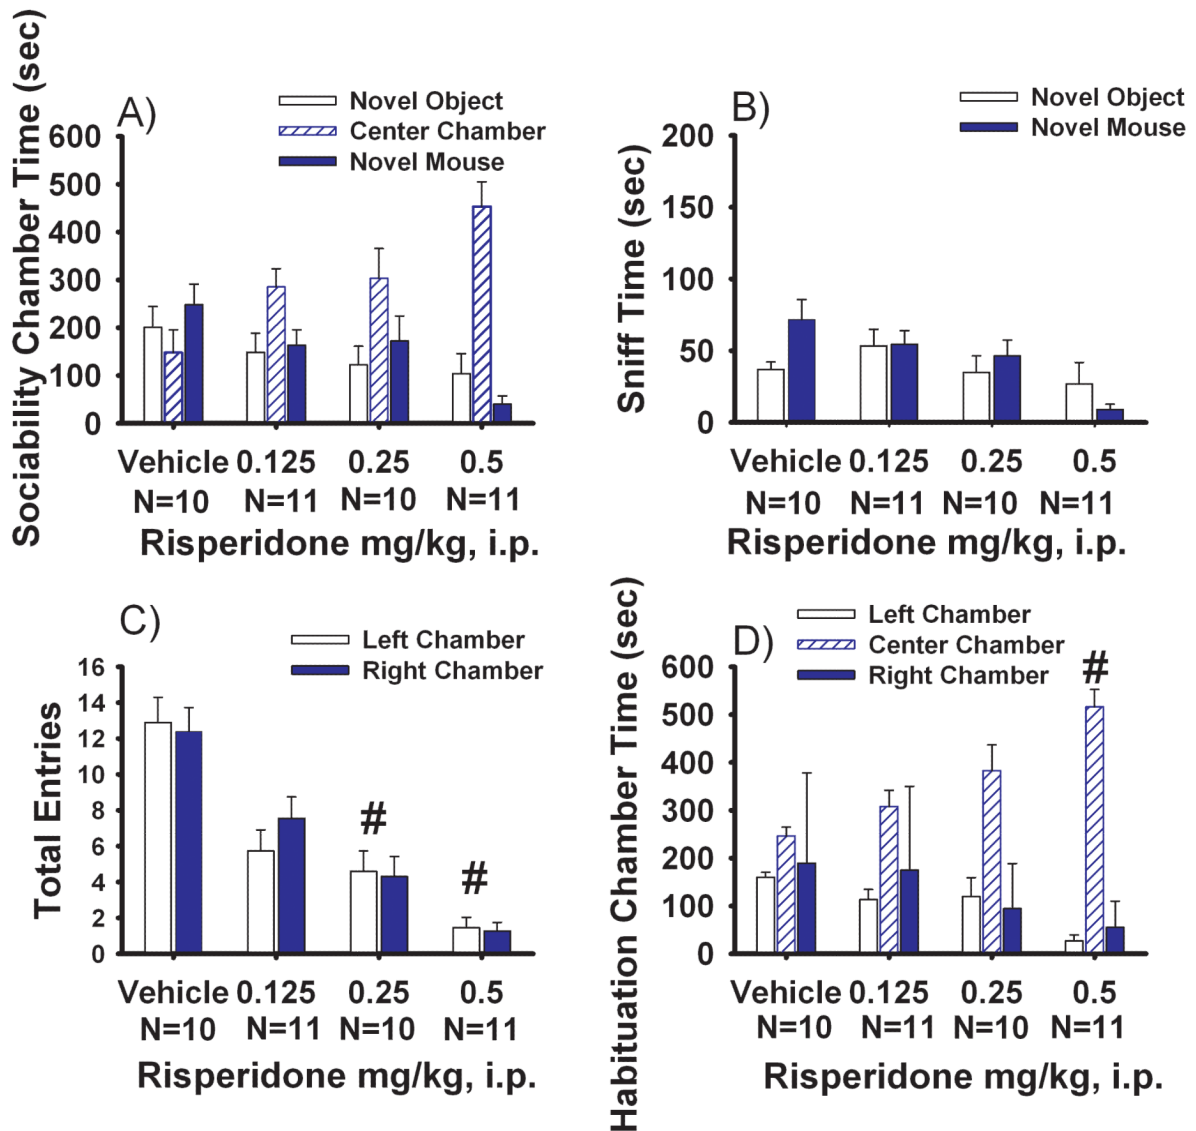 A)
Novel Object
Center Chamber
Novel Mouse
Sociability Chamber Time (sec)
600
500
400
300
200
100
0
Vehicle 0.125 0.25 0.5
N=10 N=11 N=10 N=11
Risperidone mg/kg, i.p.
B)
Novel Object
Novel Mouse
Sniff Time (sec)
200
150
100
50
0
Vehicle 0.125 0.25 0.5
N=10 N=11 N=10 N=11
Risperidone mg/kg, i.p.
C)
Left Chamber
Right Chamber
Total Entries
16
14
12
10
8
6
4
2
0
#
#
Vehicle 0.125 0.25 0.5
N=10 N=11 N=10 N=11
Risperidone mg/kg, i.p.
D)
Left Chamber
Center Chamber
Right Chamber
Habituation Chamber Time (sec)
600
500
400
300
200
100
0
#
Vehicle 0.125 0.25 0.5
N=10 N=11 N=10 N=11
Risperidone mg/kg, i.p.